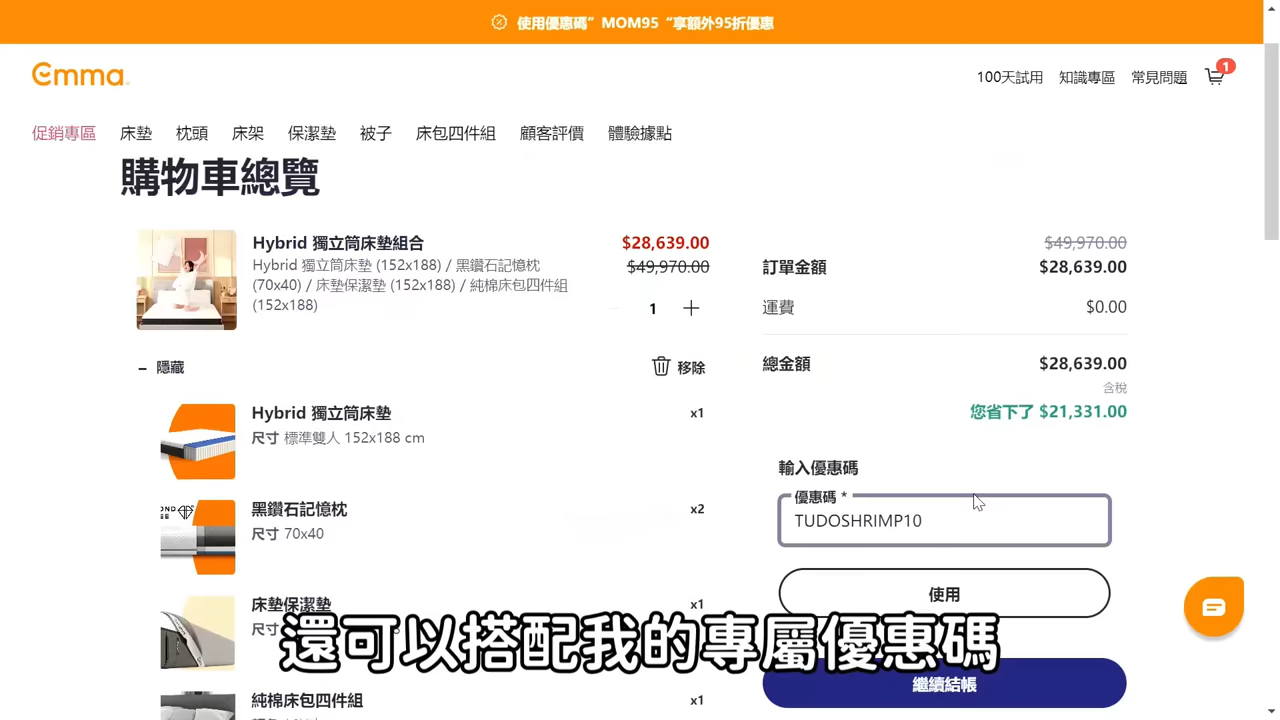 使用優惠碼” MOM95 “享額外95折優惠
Emma
100天試用 知識專區 常見問題 1
促銷專區 床墊 枕頭 床架 保潔墊 被子 床包四件組 顧客評價 體驗據點
購物車總覽
Hybrid 獨立筒床墊組合
Hybrid 獨立筒床墊 (152x188) / 黑鑽石記憶枕
(70x40) / 床墊保潔墊 (152x188) / 純棉床包四件組
(152x188)
$28,639.00
$49,970.00
1
隱藏
移除
Hybrid 獨立筒床墊 x1
尺寸 標準雙人 152x188 cm
黑鑽石記憶枕 x2
尺寸 70x40
床墊保潔墊 x1
純棉床包四件組 x1
$49,970.00
訂單金額 $28,639.00
運費 $0.00
總金額 $28,639.00
含稅
您省下了 $21,331.00
輸入優惠碼
優惠碼 *
TUDOSHRIMP10
使用
繼續結帳
還可以搭配我的專屬優惠碼